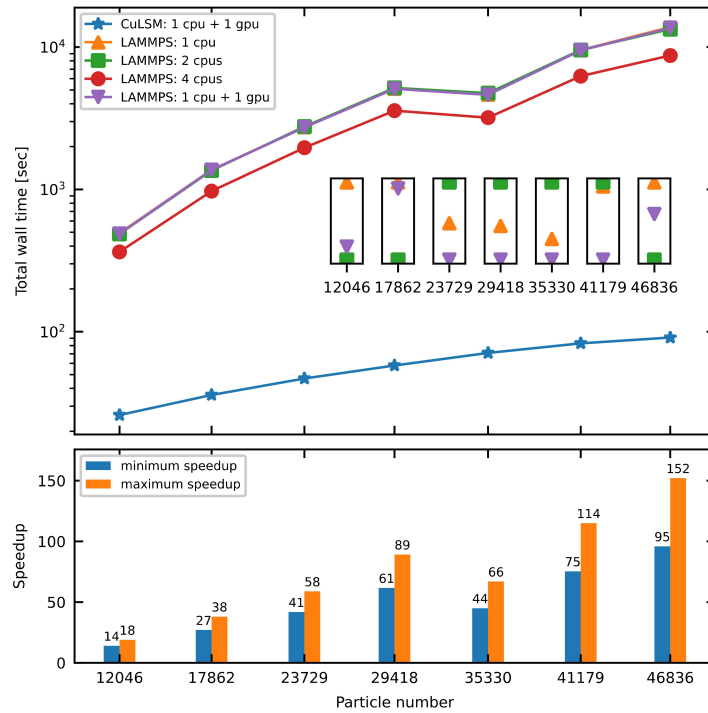 CuLSM: 1 cpu + 1 gpu
LAMMPS: 1 cpu
LAMMPS: 2 cpus
LAMMPS: 4 cpus
LAMMPS: 1 cpu + 1 gpu
10^4
10^3
10^2
Total wall time [sec]
12046 17862 23729 29418 35330 41179 46836
minimum speedup
maximum speedup
150
100
50
0
Speedup
14 18 27 38 41 58 61 89 44 66 75 114 95 152
12046 17862 23729 29418 35330 41179 46836
Particle number